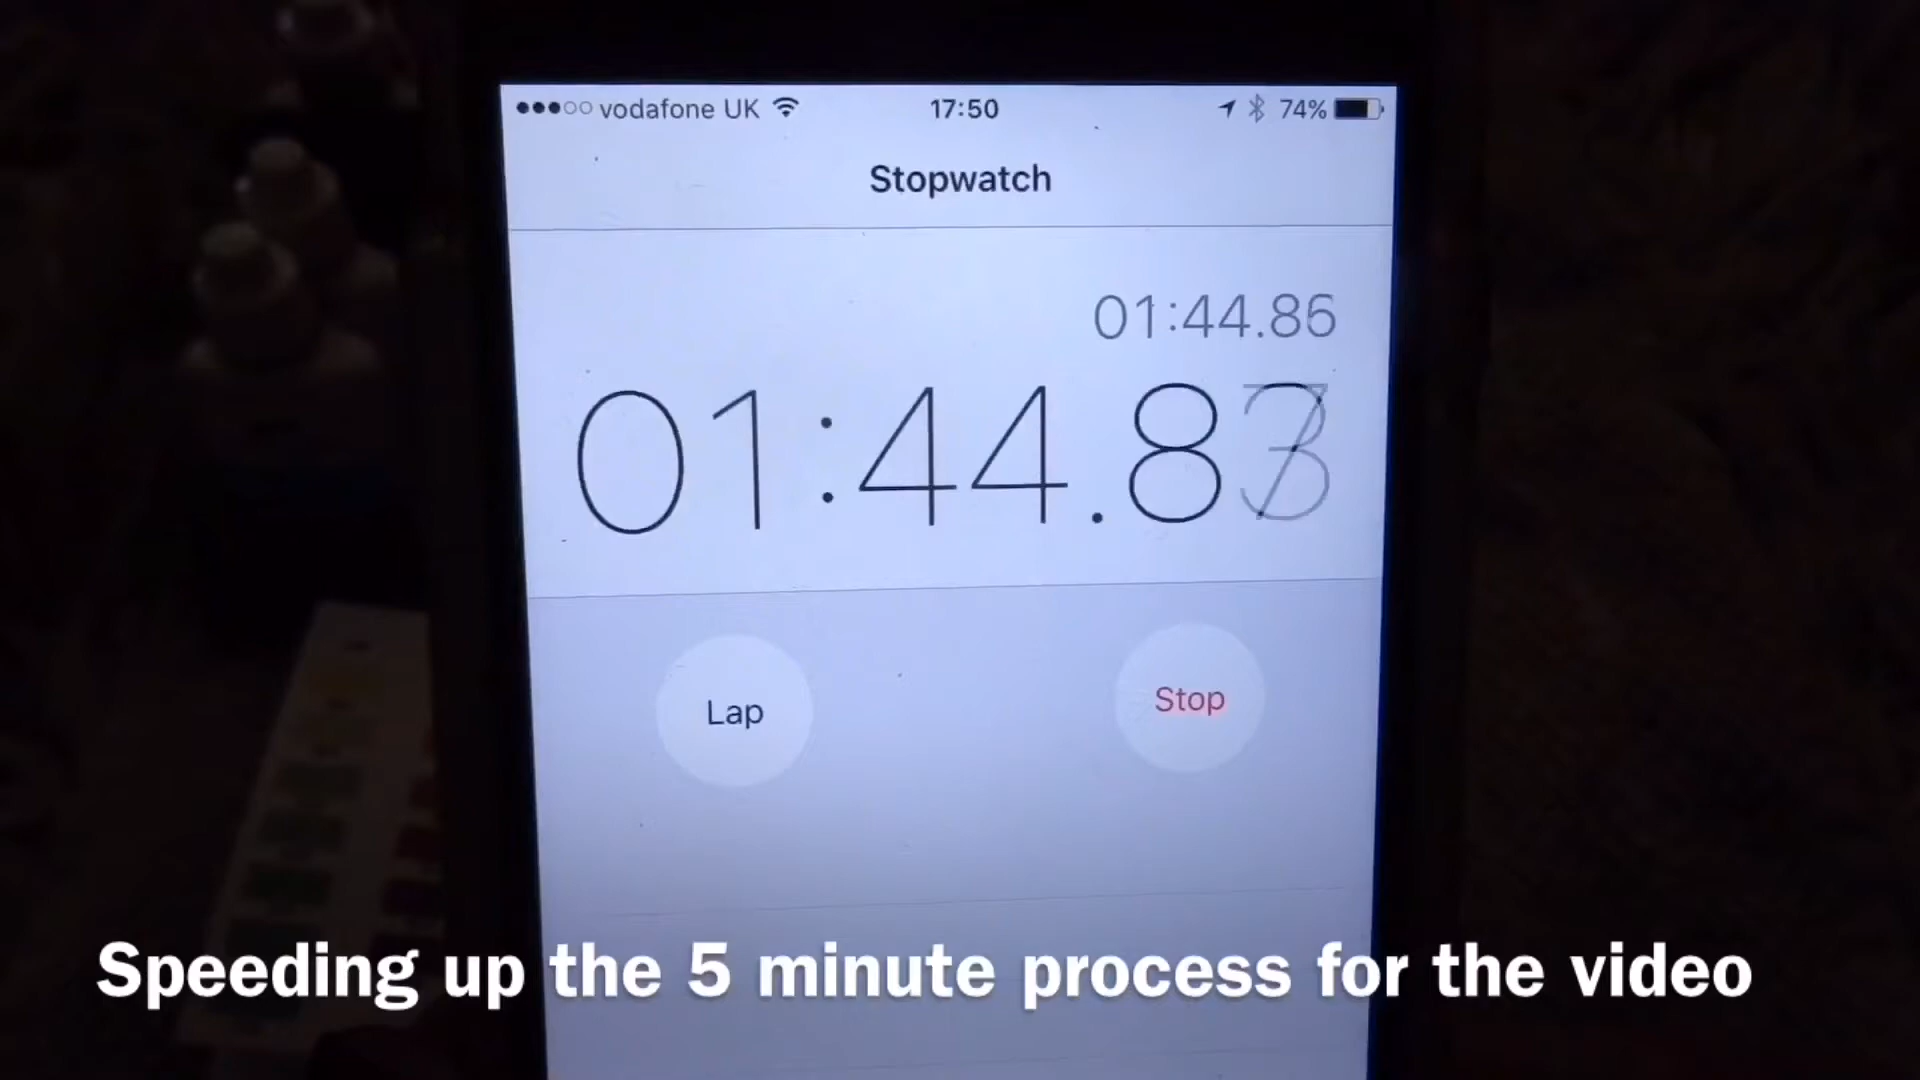 vodafone UK 17:50 74%
Stopwatch
01:44.86
01:44.8
Lap Stop
Speeding up the 5 minute process for the video